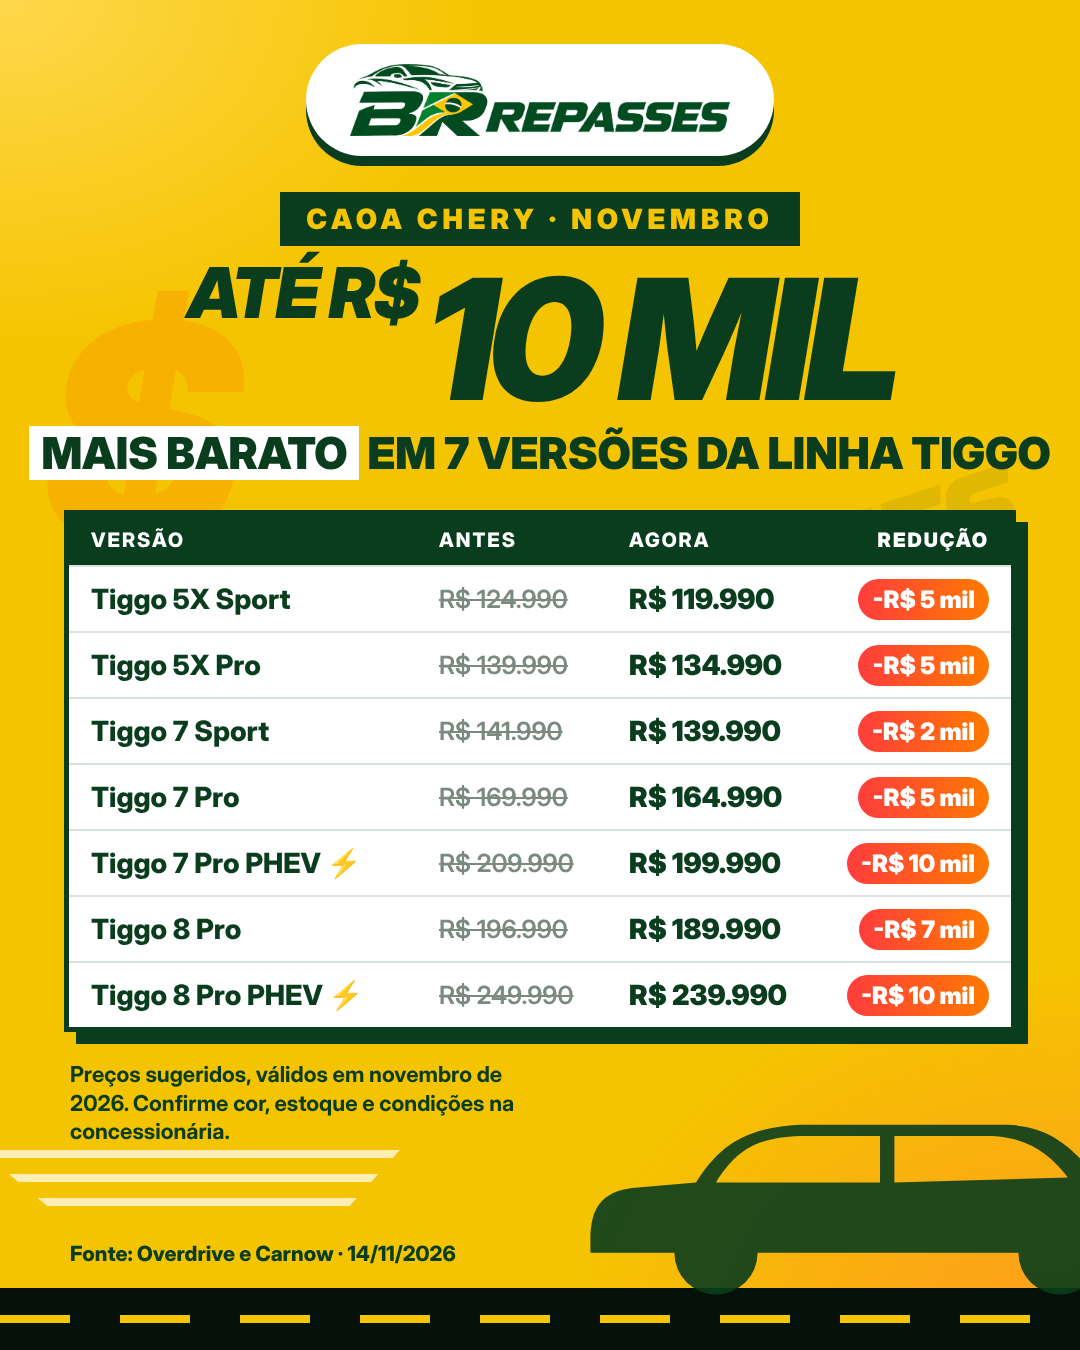 BR REPASSES
CAOA CHERY · NOVEMBRO
ATÉ R$ 10 MIL
MAIS BARATO EM 7 VERSÕES DA LINHA TIGGO
$
VERSÃO ANTES AGORA REDUÇÃO
Tiggo 5X Sport R$ 124.990 R$ 119.990 -R$ 5 mil
Tiggo 5X Pro R$ 139.990 R$ 134.990 -R$ 5 mil
Tiggo 7 Sport R$ 141.990 R$ 139.990 -R$ 2 mil
Tiggo 7 Pro R$ 169.990 R$ 164.990 -R$ 5 mil
Tiggo 7 Pro PHEV ⚡ R$ 209.990 R$ 199.990 -R$ 10 mil
Tiggo 8 Pro R$ 196.990 R$ 189.990 -R$ 7 mil
Tiggo 8 Pro PHEV ⚡ R$ 249.990 R$ 239.990 -R$ 10 mil
Preços sugeridos, válidos em novembro de
2026. Confirme cor, estoque e condições na
concessionária.
Fonte: Overdrive e Carnow · 14/11/2026